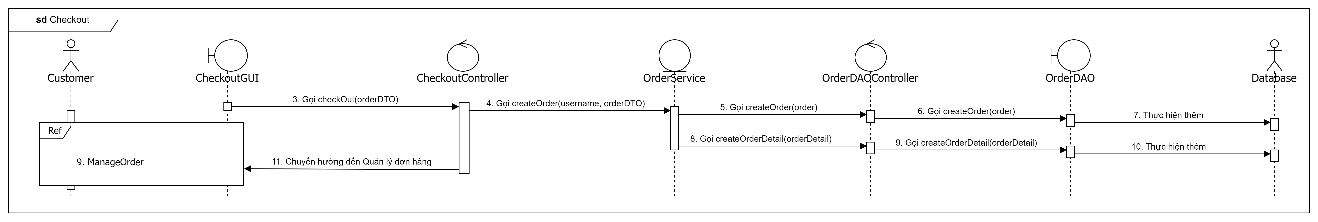 sd Checkout
Customer
CheckoutGUI
CheckoutController
OrderService
OrderDAOController
OrderDAO
Database
3. Gọi checkOut(orderDTO)
4. Gọi createOrder(username, orderDTO)
5. Gọi createOrder(order)
6. Gọi createOrder(order)
7. Thực hiện thêm
Ref
8. Gọi createOrderDetail(orderDetail)
9. Gọi createOrderDetail(orderDetail)
10. Thực hiện thêm
9. ManageOrder
11. Chuyển hướng đến Quản lý đơn hàng